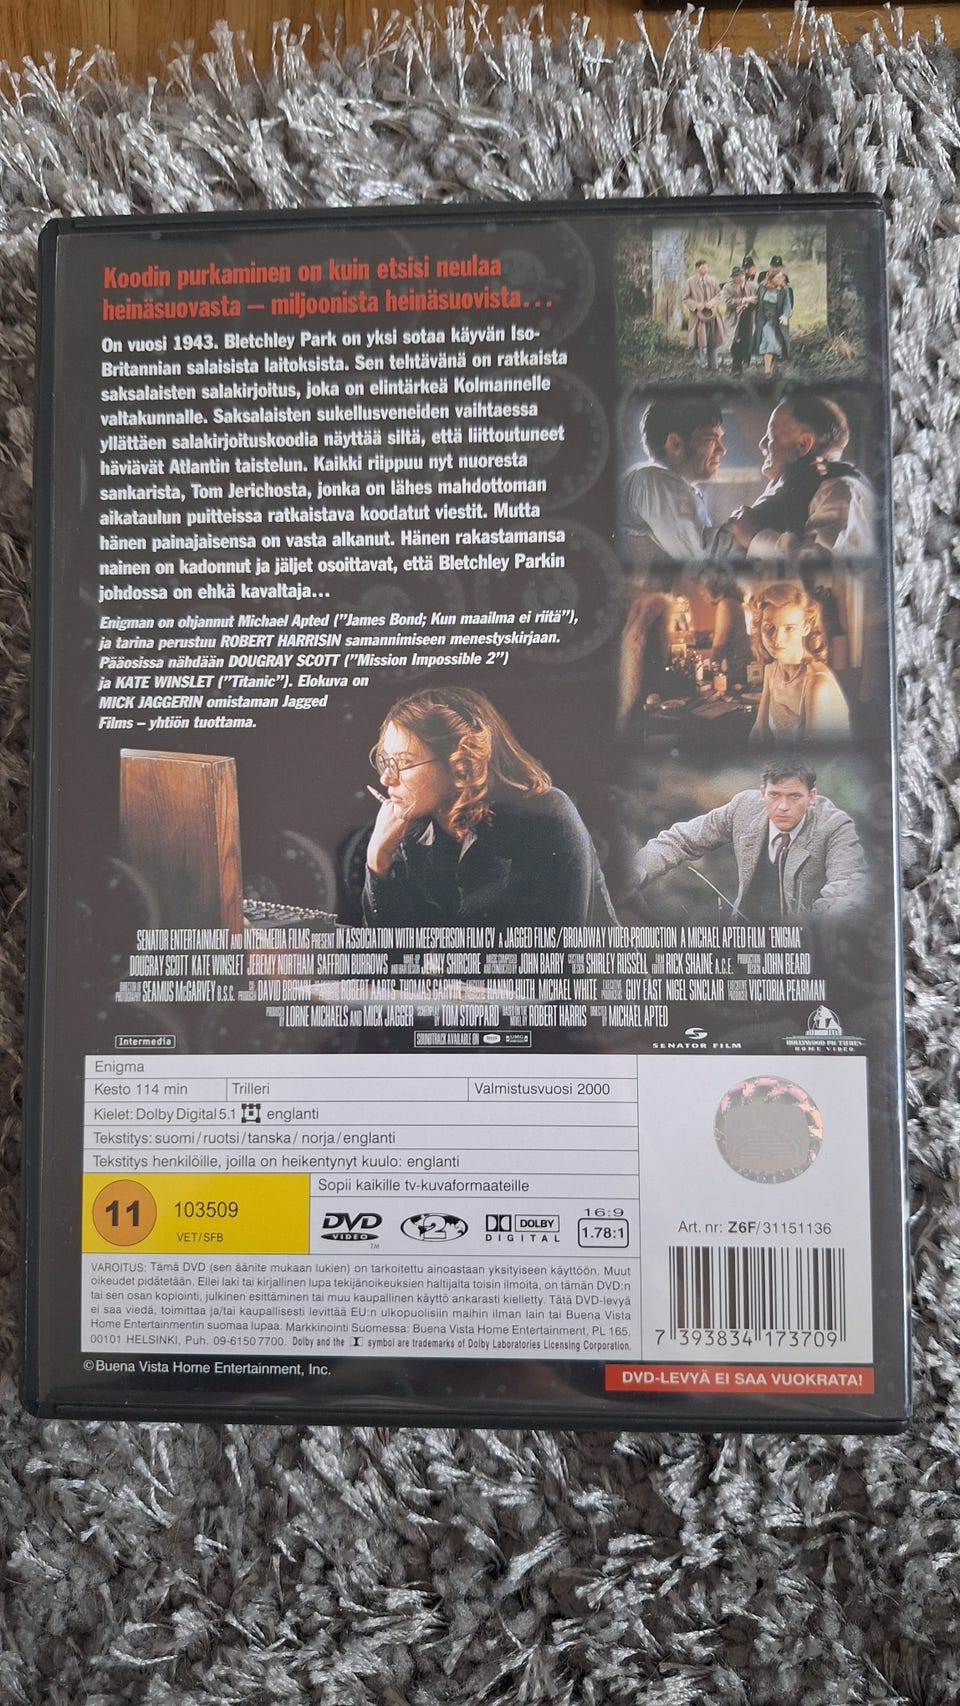 Koodin purkaminen on kuin etsisi neulaa
heinäsuovasta – miljoonista heinäsuovista...
On vuosi 1943. Bletchley Park on yksi sotaa käyvän Iso-
Britannian salaisista laitoksista. Sen tehtävänä on ratkaista
saksalaisten salakirjoitus, joka on elintärkeä Kolmannelle
valtakunnalle. Saksalaisten sukellusveneiden vaihtaessa
yllättäen salakirjoituskoodia näyttää siltä, että liittoutuneet
häviävät Atlantin taistelun. Kaikki riippuu nyt nuoresta
sankarista, Tom Jerichosta, jonka on lähes mahdottoman
aikataulun puitteissa ratkaistava koodatut viestit. Mutta
hänen painajaisensa on vasta alkanut. Hänen rakastamansa
nainen on kadonnut ja jäljet osoittavat, että Bletchley Parkin
johdossa on ehkä kavaltaja...
Enigman on ohjannut Michael Apted ("James Bond; Kun maailma ei riitä"),
ja tarina perustuu ROBERT HARRISIN samannimiseen menestyskirjaan.
Pääosissa nähdään DOUGRAY SCOTT ("Mission Impossible 2")
ja KATE WINSLET ("Titanic"). Elokuva on
MICK JAGGERIN omistaman Jagged
Films – yhtiön tuottama.
SENATOR ENTERTAINMENT AND INTERMEDIA FILMS PRESENT IN ASSOCIATION WITH MEESPIERSON FILM CV A JAGGED FILMS/BROADWAY VIDEO PRODUCTION A MICHAEL APTED FILM "ENIGMA"
DOUGRAY SCOTT KATE WINSLET JEREMY NORTHAM SAFFRON BURROWS JENNY SHIRCORE JOHN BARRY SHIRLEY RUSSELL RICK SHAINE A.C.E. JOHN BEARD
SEAMUS McGARVEY B.S.C. DAVID BROWN ROBERT AARTS THOMAS GARVIN HANNO HUTH MICHAEL WHITE GUY EAST NIGEL SINCLAIR VICTORIA PEARMAN
LORNE MICHAELS AND MICK JAGGER TOM STOPPARD ROBERT HARRIS MICHAEL APTED
Intermedia
SOUNDTRACK AVAILABLE ON
SENATOR FILM
HOLLYWOOD PICTURES
HOME VIDEO
Enigma
Kesto 114 min Trilleri Valmistusvuosi 2000
Kielet: Dolby Digital 5.1 englanti
Tekstitys: suomi/ruotsi/tanska/norja/englanti
Tekstitys henkilöille, joilla on heikentynyt kuulo: englanti
11 103509
VET/SFB
Sopii kaikille tv-kuvaformaateille
DVD
VIDEO
TM
2
DOLBY
DIGITAL
16:9
1.78:1
Art. nr: Z6F/31151136
7 393834 173709
VAROITUS: Tämä DVD (sen äänite mukaan lukien) on tarkoitettu ainoastaan yksityiseen käyttöön. Muut
oikeudet pidätetään. Ellei laki tai kirjallinen lupa tekijänoikeuksien haltijalta toisin ilmoita, on tämän DVD:n
tai sen osan kopiointi, julkinen esittäminen tai muu kaupallinen käyttö ankarasti kielletty. Tätä DVD-levyä
ei saa viedä, toimittaa ja/tai kaupallisesti levittää EU:n ulkopuolisiin maihin ilman lain tai Buena Vista
Home Entertainmentin suomaa lupaa. Markkinointi Suomessa: Buena Vista Home Entertainment, PL 165,
00101 HELSINKI, Puh. 09-6150 7700. Dolby and the symbol are trademarks of Dolby Laboratories Licensing Corporation.
©Buena Vista Home Entertainment, Inc.
DVD-LEVYÄ EI SAA VUOKRATA!